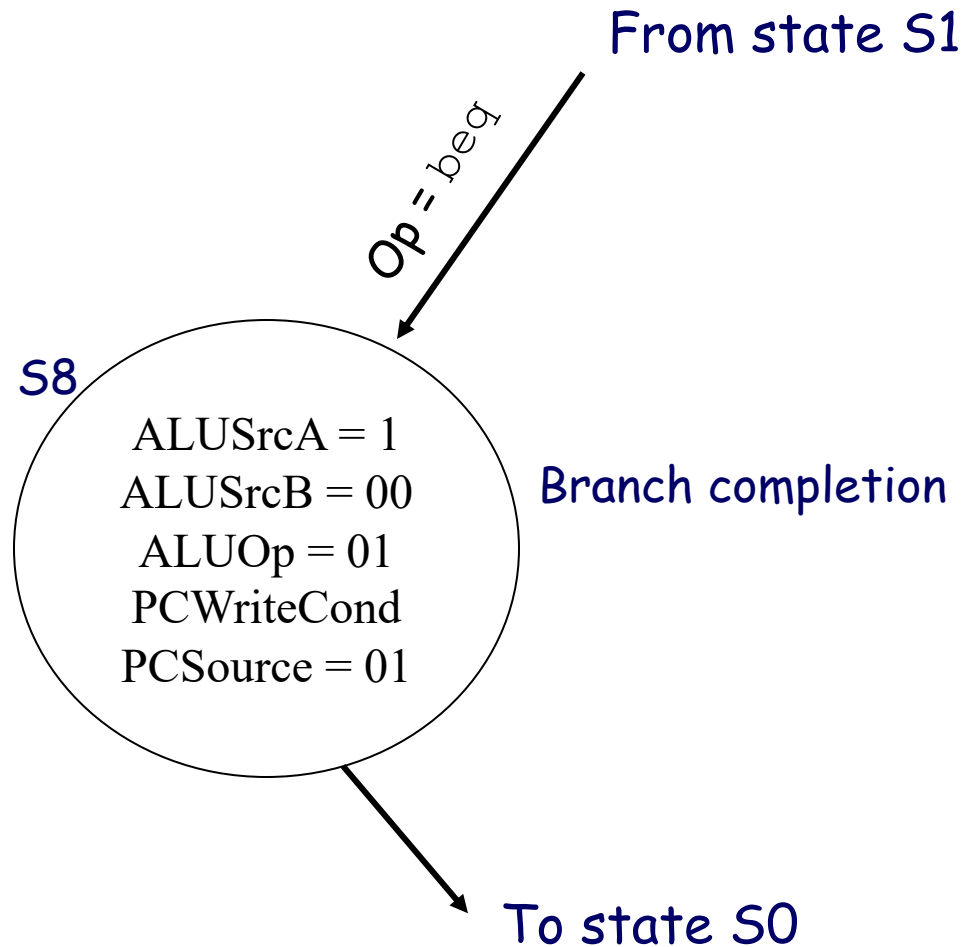 From state S1
Op = beq
S8
ALUSrcA = 1
ALUSrcB = 00
ALUOp = 01
PCWriteCond
PCSource = 01
Branch completion
To state S0